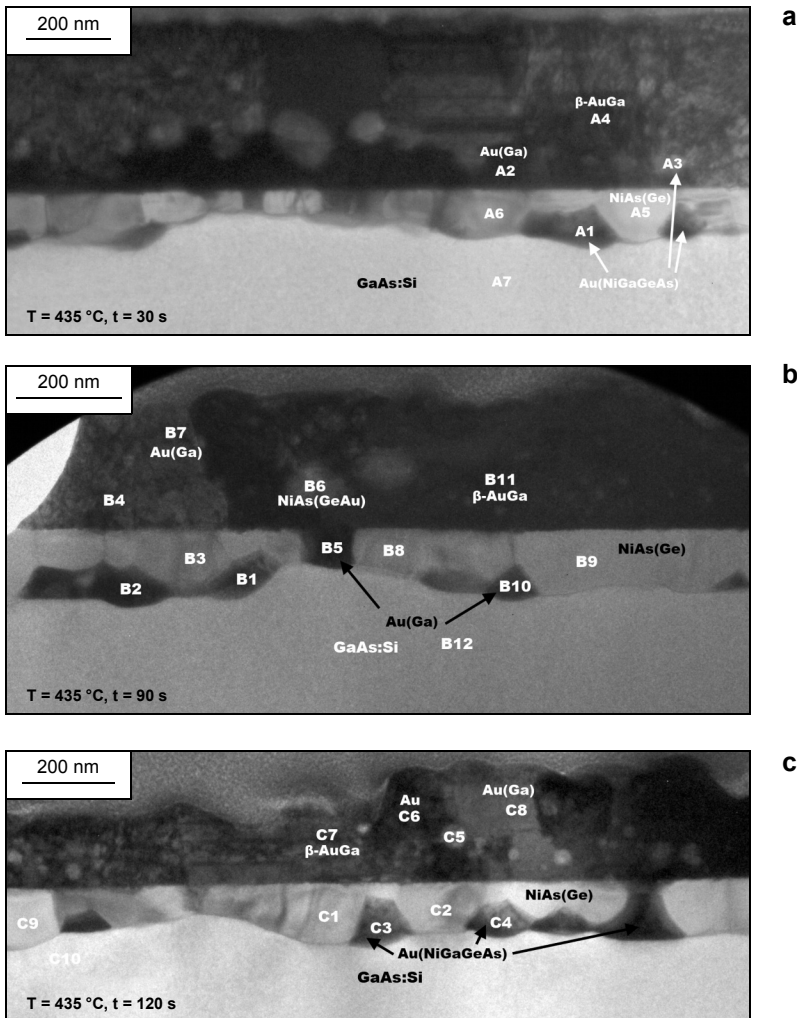 200 nm
a
β-AuGa
A4
Au(Ga)
A2
A3
NiAs(Ge)
A6
A5
A1
GaAs:Si
A7
Au(NiGaGeAs)
T = 435 °C, t = 30 s
200 nm
b
B7
Au(Ga)
B4
B6
NiAs(GeAu)
B11
β-AuGa
B3
B5
B8
NiAs(Ge)
B9
B2
B1
B10
Au(Ga)
GaAs:Si
B12
T = 435 °C, t = 90 s
200 nm
c
Au
C6
Au(Ga)
C8
C7
β-AuGa
C5
NiAs(Ge)
C9
C1
C2
C3
C4
C10
Au(NiGaGeAs)
GaAs:Si
T = 435 °C, t = 120 s